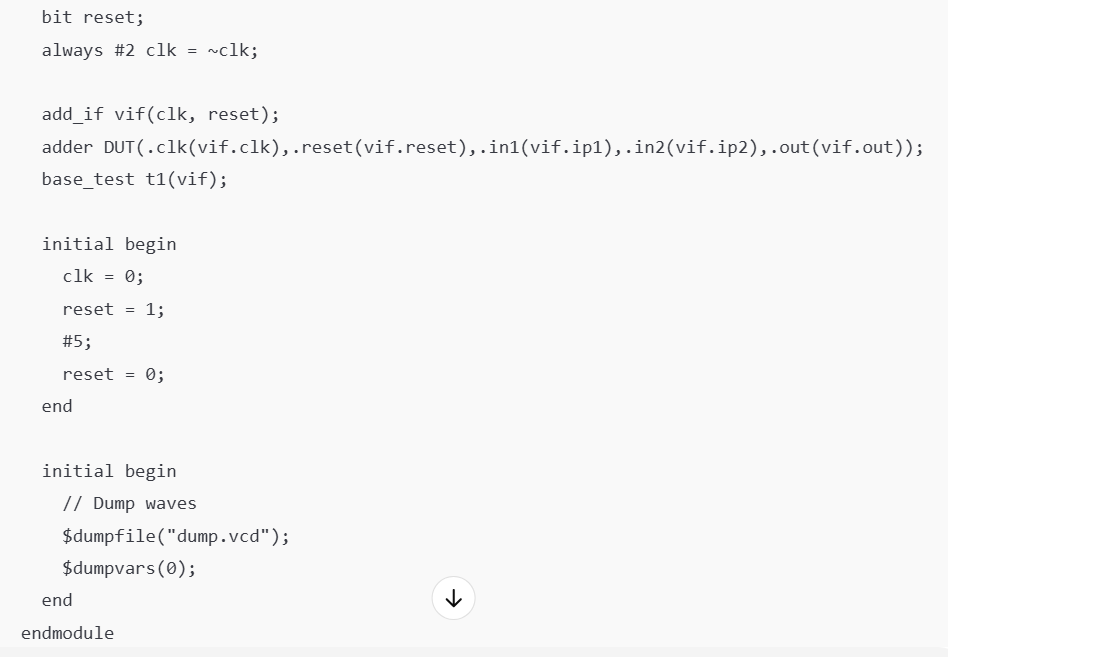 bit reset;
always #2 clk = ~clk;
add_if vif(clk, reset);
adder DUT(.clk(vif.clk),.reset(vif.reset),.in1(vif.ip1),.in2(vif.ip2),.out(vif.out));
base_test t1(vif);
initial begin
clk = 0;
reset = 1;
#5;
reset = 0;
end
initial begin
// Dump waves
$dumpfile("dump.vcd");
$dumpvars(0);
end
endmodule